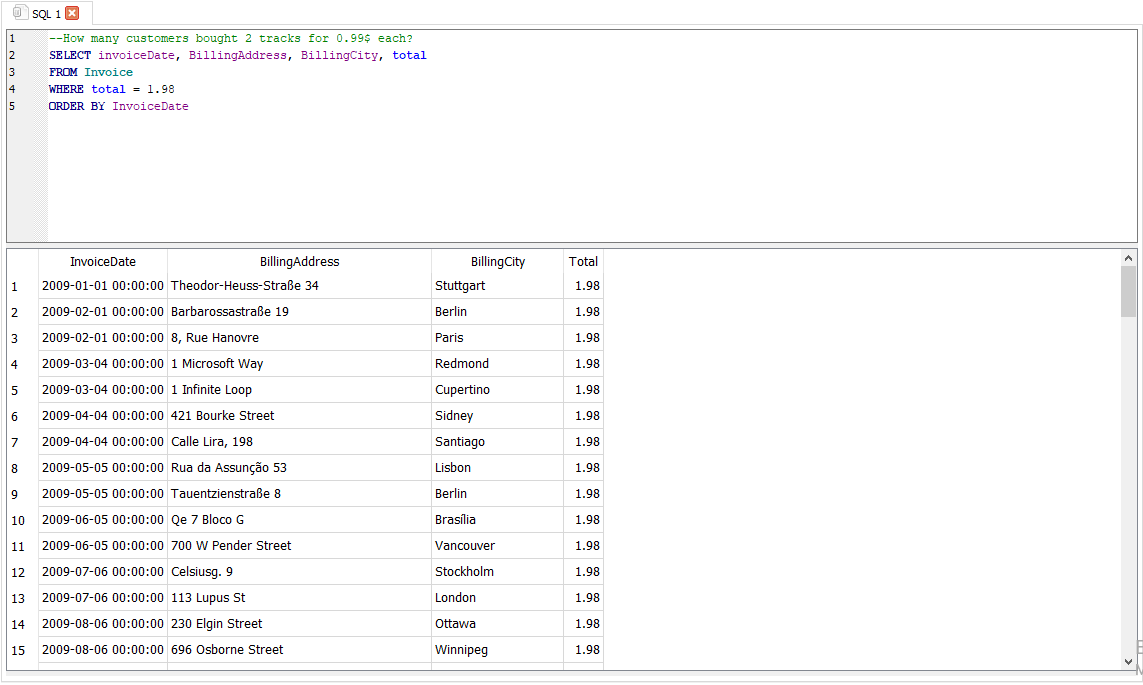 SQL 1
1 --How many customers bought 2 tracks for 0.99$ each?
2 SELECT invoiceDate, BillingAddress, BillingCity, total
3 FROM Invoice
4 WHERE total = 1.98
5 ORDER BY InvoiceDate
InvoiceDate BillingAddress BillingCity Total
1 2009-01-01 00:00:00 Theodor-Heuss-Straße 34 Stuttgart 1.98
2 2009-02-01 00:00:00 Barbarossastraße 19 Berlin 1.98
3 2009-02-01 00:00:00 8, Rue Hanovre Paris 1.98
4 2009-03-04 00:00:00 1 Microsoft Way Redmond 1.98
5 2009-03-04 00:00:00 1 Infinite Loop Cupertino 1.98
6 2009-04-04 00:00:00 421 Bourke Street Sidney 1.98
7 2009-04-04 00:00:00 Calle Lira, 198 Santiago 1.98
8 2009-05-05 00:00:00 Rua da Assunção 53 Lisbon 1.98
9 2009-05-05 00:00:00 Tauentzienstraße 8 Berlin 1.98
10 2009-06-05 00:00:00 Qe 7 Bloco G Brasília 1.98
11 2009-06-05 00:00:00 700 W Pender Street Vancouver 1.98
12 2009-07-06 00:00:00 Celsiusg. 9 Stockholm 1.98
13 2009-07-06 00:00:00 113 Lupus St London 1.98
14 2009-08-06 00:00:00 230 Elgin Street Ottawa 1.98
15 2009-08-06 00:00:00 696 Osborne Street Winnipeg 1.98